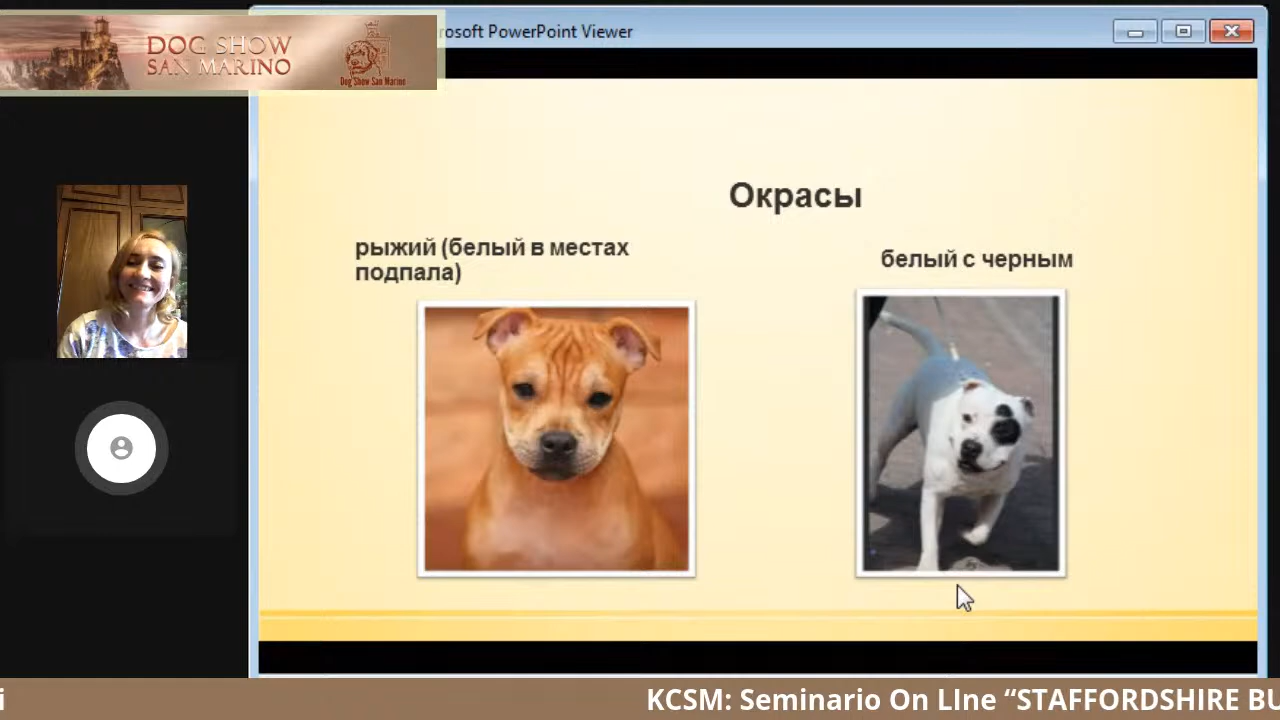 DOG SHOW
SAN MARINO
Dog Show San Marino
rosoft PowerPoint Viewer
Окрасы
рыжий (белый в местах
подпала)
белый с черным
i
KCSM: Seminario On LIne “STAFFORDSHIRE BU